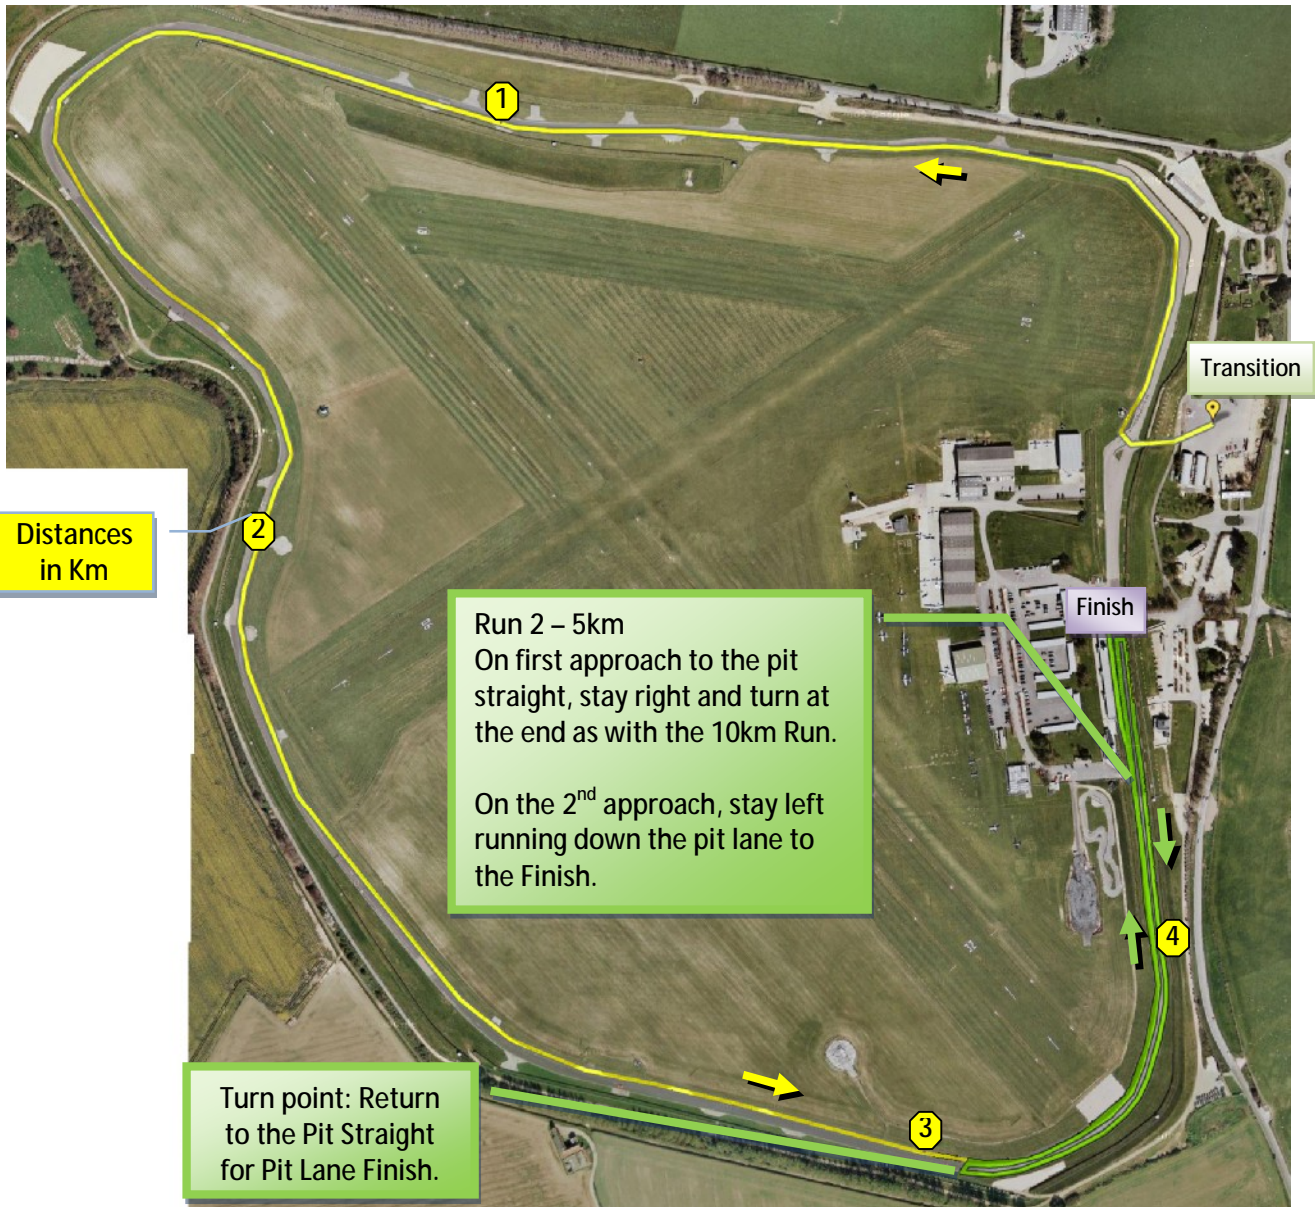 1
Transition
2
Distances
in Km
Finish
Run 2 – 5km
On first approach to the pit
straight, stay right and turn at
the end as with the 10km Run.
On the 2nd approach, stay left
running down the pit lane to
the Finish.
4
3
Turn point: Return
to the Pit Straight
for Pit Lane Finish.